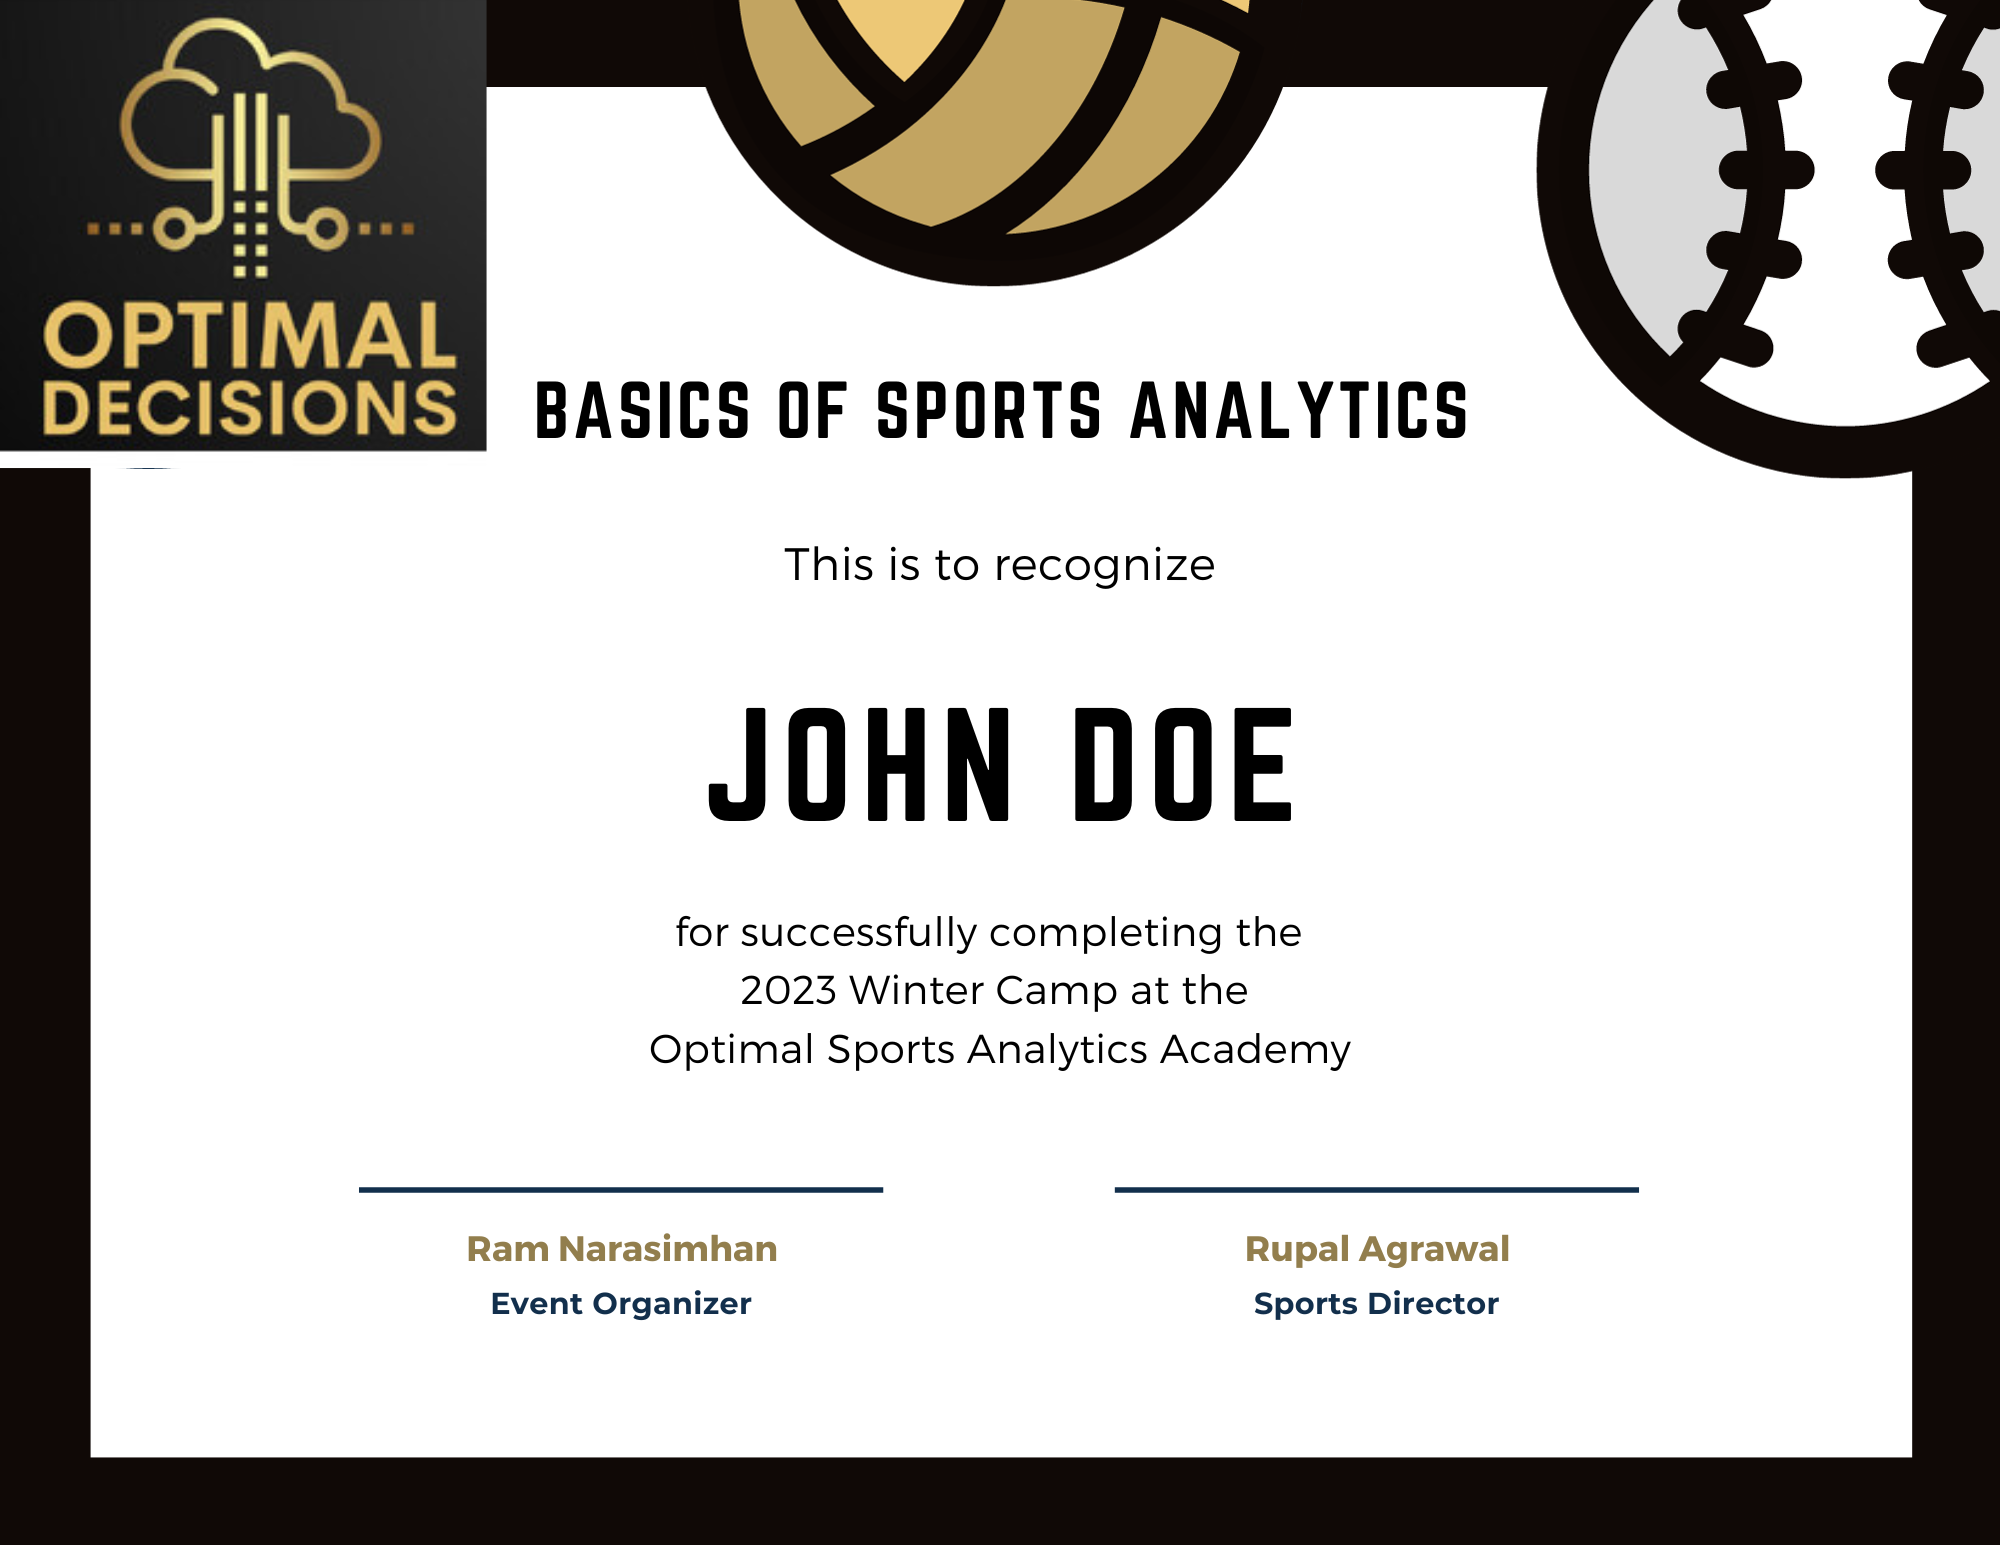 OPTIMAL
DECISIONS
BASICS OF SPORTS ANALYTICS
This is to recognize
JOHN DOE
for successfully completing the
2023 Winter Camp at the
Optimal Sports Analytics Academy
Ram Narasimhan
Event Organizer
Rupal Agrawal
Sports Director